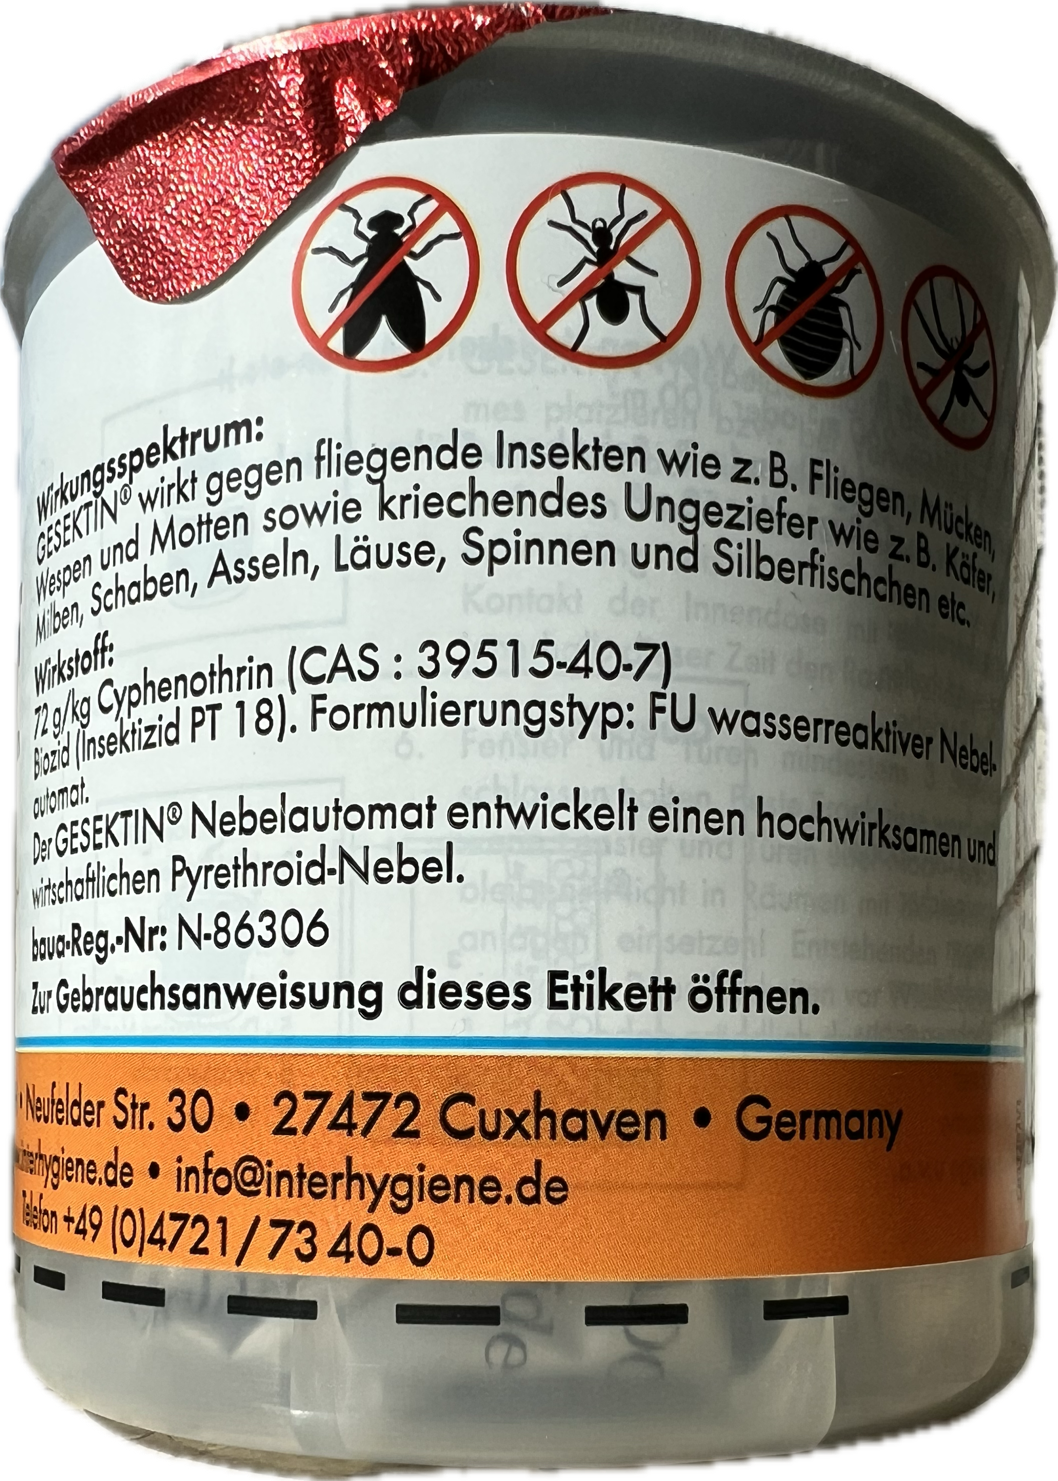 Wirkungsspektrum:
GESEKTIN® wirkt gegen fliegende Insekten wie z. B. Fliegen, Mücken,
Wespen und Motten sowie kriechendes Ungeziefer wie z. B. Käfer,
Milben, Schaben, Asseln, Läuse, Spinnen und Silberfischchen etc.
Wirkstoff:
72 g/kg Cyphenothrin (CAS : 39515-40-7)
Biozid (Insektizid PT 18). Formulierungstyp: FU wasserreaktiver Nebel-
automat.
Der GESEKTIN® Nebelautomat entwickelt einen hochwirksamen und
wirtschaftlichen Pyrethroid-Nebel.
baua-Reg.-Nr: N-86306
Zur Gebrauchsanweisung dieses Etikett öffnen.
• Neufelder Str. 30 • 27472 Cuxhaven • Germany
interhygiene.de • info@interhygiene.de
Telefon +49 (0)4721/73 40-0